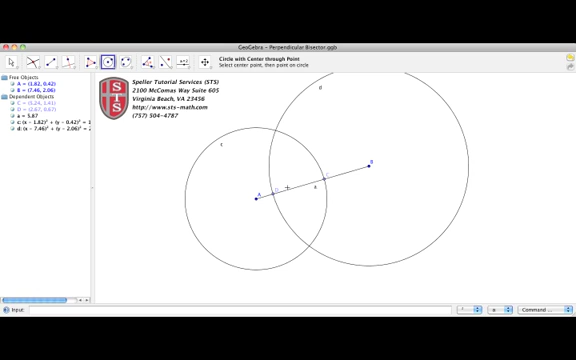 GeoGebra - Perpendicular Bisector.ggb
Circle with Center through Point
Select center point, then point on circle
Free Objects
A = (1.82, 0.42)
B = (7.46, 2.06)
Dependent Objects
C = (5.24, 1.41)
D = (2.67, 0.67)
a = 5.87
c: (x - 1.82)² + (y - 0.42)² = 1
d: (x - 7.46)² + (y - 2.06)² = 2
STS
Speller Tutorial Services (STS)
2100 McComas Way Suite 605
Virginia Beach, VA 23456
http://www.sts-math.com
(757) 504-4787
d
c
B
C
a
D
A
Input:
Command ...